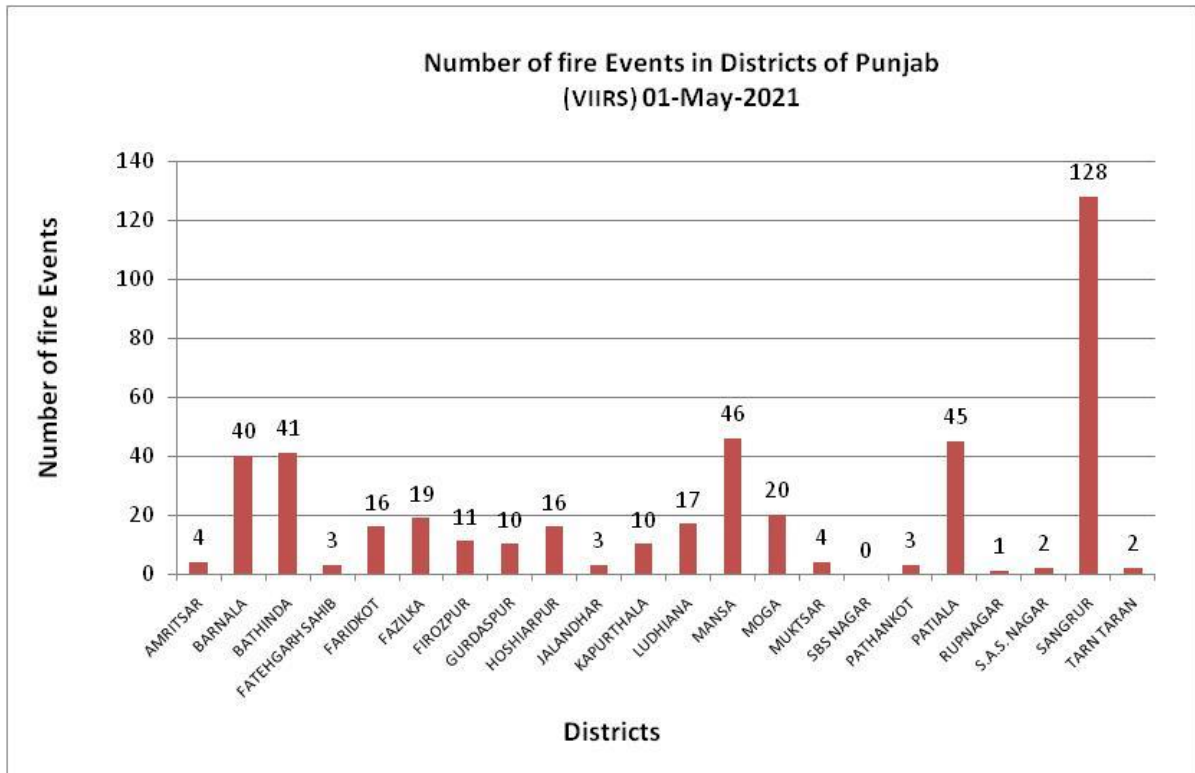 Number of fire Events in Districts of Punjab
(VIIRS) 01-May-2021
Number of fire Events
140
120
100
80
60
40
20
0
4
40
41
3
16
19
11
10
16
3
10
17
46
20
4
0
3
45
1
2
128
2
AMRITSAR
BARNALA
BATHINDA
FATEHGARH SAHIB
FARIDKOT
FAZILKA
FIROZPUR
GURDASPUR
HOSHIARPUR
JALANDHAR
KAPURTHALA
LUDHIANA
MANSA
MOGA
MUKTSAR
SBS NAGAR
PATHANKOT
PATIALA
RUPNAGAR
S.A.S. NAGAR
SANGRUR
TARN TARAN
Districts